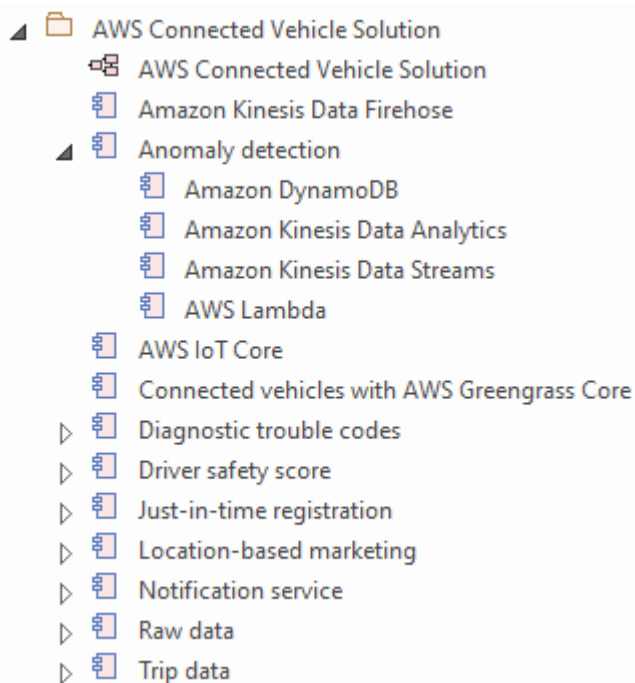 AWS Connected Vehicle Solution
AWS Connected Vehicle Solution
Amazon Kinesis Data Firehose
Anomaly detection
Amazon DynamoDB
Amazon Kinesis Data Analytics
Amazon Kinesis Data Streams
AWS Lambda
AWS IoT Core
Connected vehicles with AWS Greengrass Core
Diagnostic trouble codes
Driver safety score
Just-in-time registration
Location-based marketing
Notification service
Raw data
Trip data